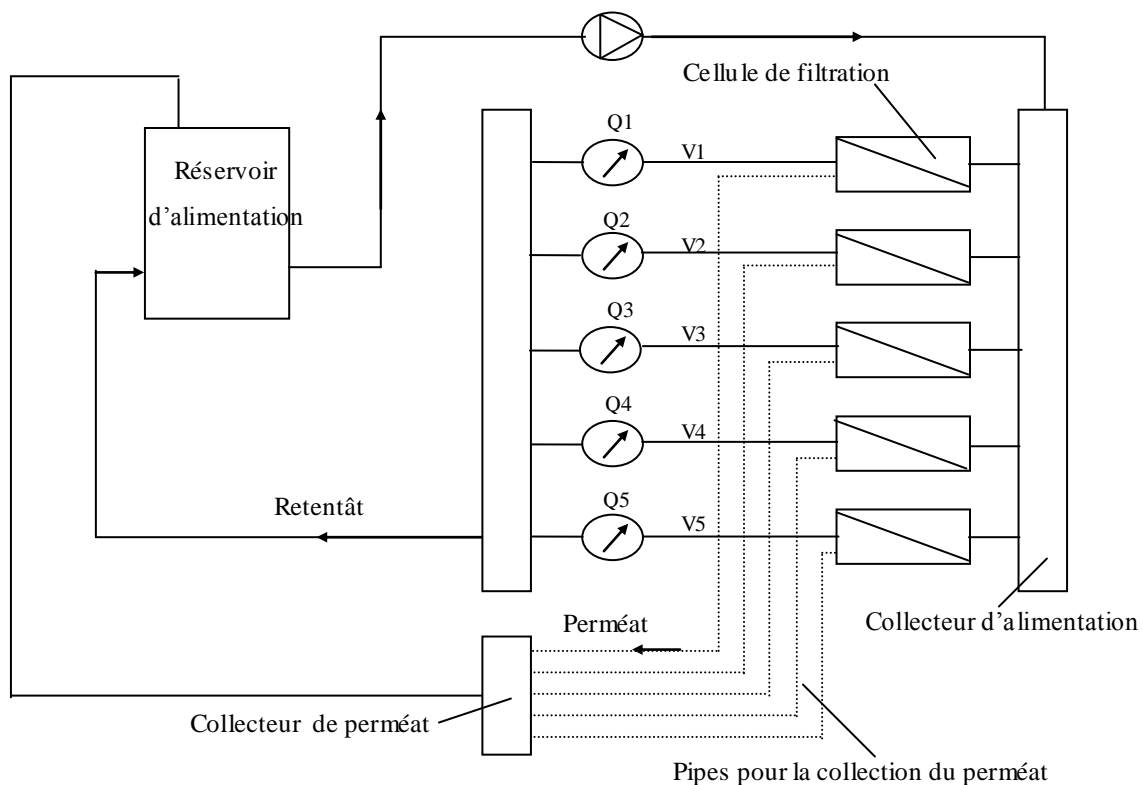 Cellule de filtration
Réservoir
d'alimentation
Q1
V1
Q2
V2
Q3
V3
Q4
V4
Q5
V5
Retentât
Perméat
Collecteur d'alimentation
Collecteur de perméat
Pipes pour la collection du perméat